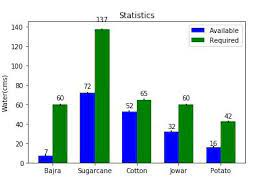 Statistics
137
Available
Required
140
120
100
80
60
40
20
0
Water(cms)
7
60
72
52
65
32
60
16
42
Bajra
Sugarcane
Cotton
Jowar
Potato